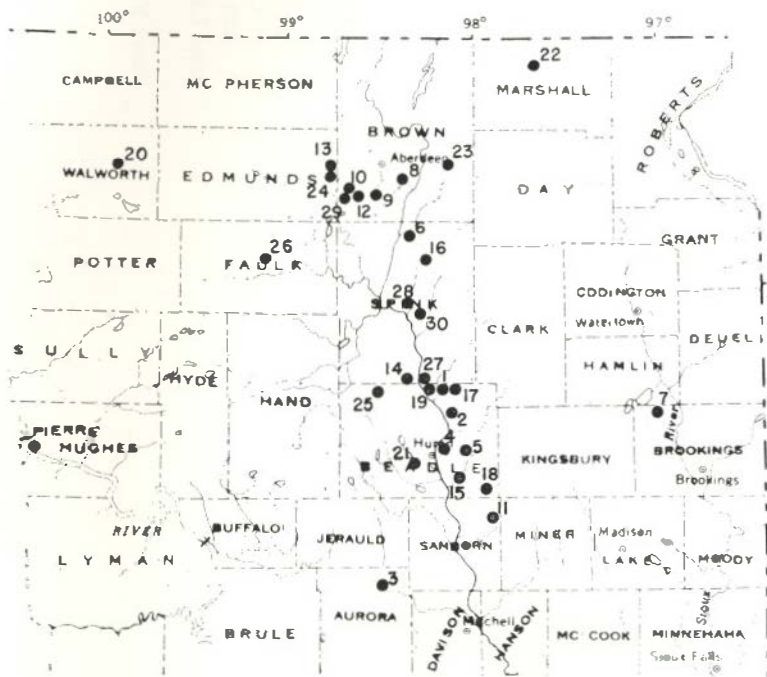 100° 99° 98° 97°
22
CAMPBELL MC PHERSON MARSHALL
ROBERTS
BROWN
20 13 Aberdeen 23
WALWORTH EDMUNDS 10 8 DAY
24 12 9
29
6
GRANT
26 16
POTTER FAULK
28 CODINGTON
SPINK
30 CLARK Watertown DEUEL
SULLY
HAMLIN
HYDE 14 27 1
HAND 25 19 17 7
2
PIERRE River
HUGHES Huron 4 5 KINGSBURY BROOKINGS
21 BEADLE Brookings
15 18
11
RIVER BUFFALO JERAULD SANBORN MINER Madison
LYMAN LAKE MOODY
3
AURORA Sioux
BRULE DAVISON Mitchell HANSON MC COOK MINNEHAHA
Sioux Falls